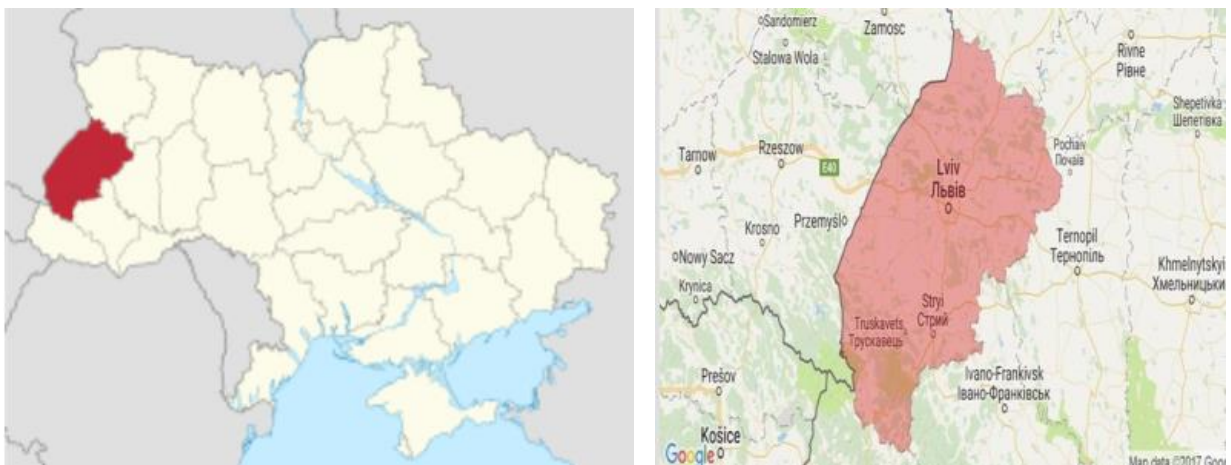 Sandomierz
Zamosc
Stalowa Wola
Rivne
Рівне
Shepetivka
Шепетівка
Tarnow
Rzeszow
E40
Pochaiv
Почаїв
Lviv
Львів
Przemyśl
Krosno
Nowy Sacz
Krynica
Ternopil
Тернопіль
Khmelnytskyi
Хмельницький
Stryi
Стрий
Truskavets
Трускавець
Ivano-Frankivsk
Івано-Франківськ
Prešov
Košice
Google
Map data ©2017 Goo